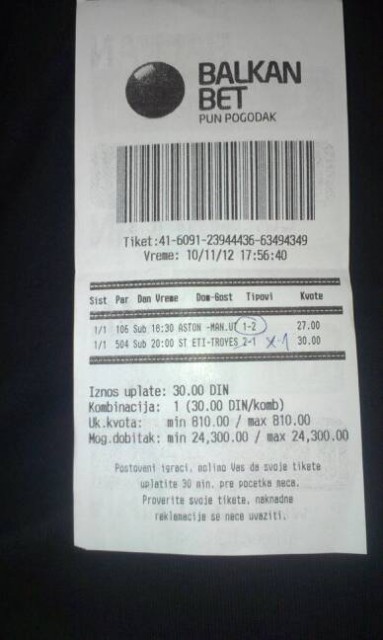 BALKAN
BET
PUN POGODAK
Tiket:41-6091-23944436-63494349
Vreme: 10/11/12 17:56:40
Sist Par Dan Vreme Dom-Gost Tipovi Kvote
1/1 106 Sub 18:30 ASTON -MAN.UT 1-2 27.00
1/1 504 Sub 20:00 ST ETI-TROYES 2-1 X-1 30.00
Iznos uplate: 30.00 DIN
Kombinacija: 1 (30.00 DIN/komb)
Uk.kvota: min 810.00 / max 810.00
Mog.dobitak: min 24,300.00 / max 24,300.00
Postovani igraci, molimo Vas da svoje tikete
uplatite 30 min. pre pocetka meca.
Proverite svoje tikete, naknadne
reklamacije se nece uvaziti.